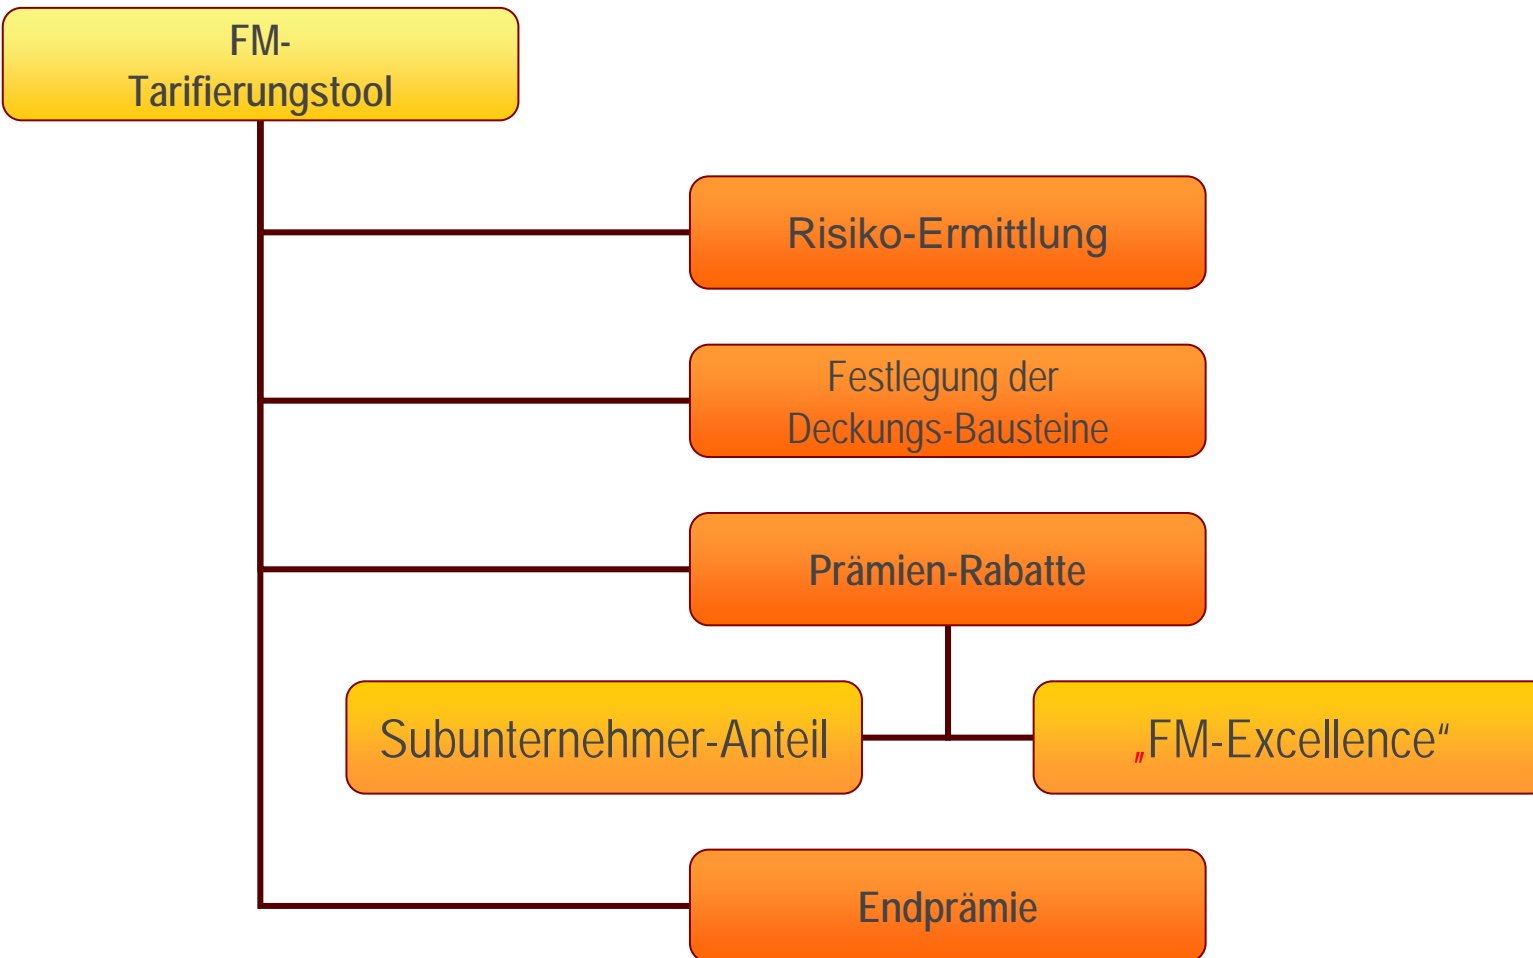 FM-
Tarifierungstool
Risiko-Ermittlung
Festlegung der
Deckungs-Bausteine
Prämien-Rabatte
Subunternehmer-Anteil
„FM-Excellence“
Endprämie